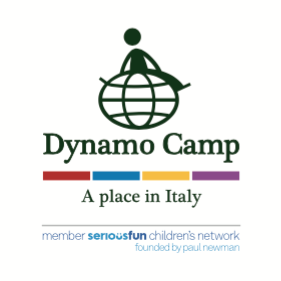 Dynamo Camp
A place in Italy
member seriousfun children's network
founded by paul newman